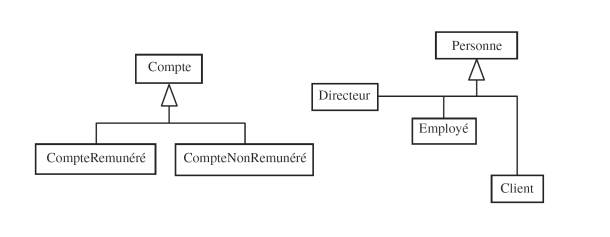 Personne
Compte
Directeur
Employé
CompteRemunéré
CompteNonRemunéré
Client